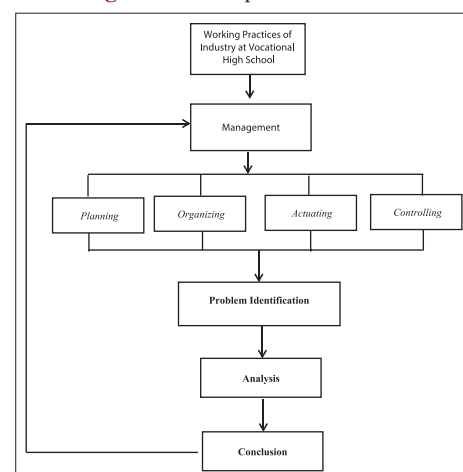 Working Practices of
Industry at Vocational
High School
Management
Planning
Organizing
Actuating
Controlling
Problem Identification
Analysis
Conclusion